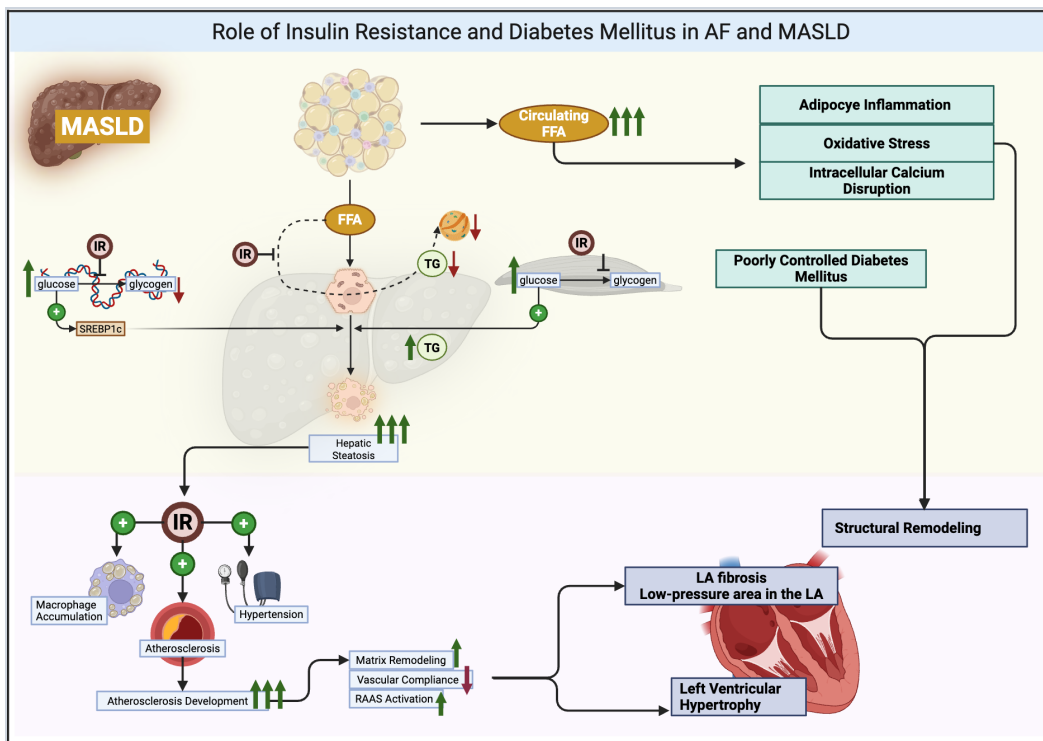 Role of Insulin Resistance and Diabetes Mellitus in AF and MASLD
MASLD
Circulating
FFA
Adipocye Inflammation
Oxidative Stress
Intracellular Calcium
Disruption
FFA
IR
glucose
glycogen
+
SREBP1c
IR
TG
IR
glucose
glycogen
+
TG
Poorly Controlled Diabetes
Mellitus
Hepatic
Steatosis
IR
+
+
+
Macrophage
Accumulation
Hypertension
Atherosclerosis
Atherosclerosis Development
Matrix Remodeling
Vascular Compliance
RAAS Activation
Structural Remodeling
LA fibrosis
Low-pressure area in the LA
Left Ventricular
Hypertrophy